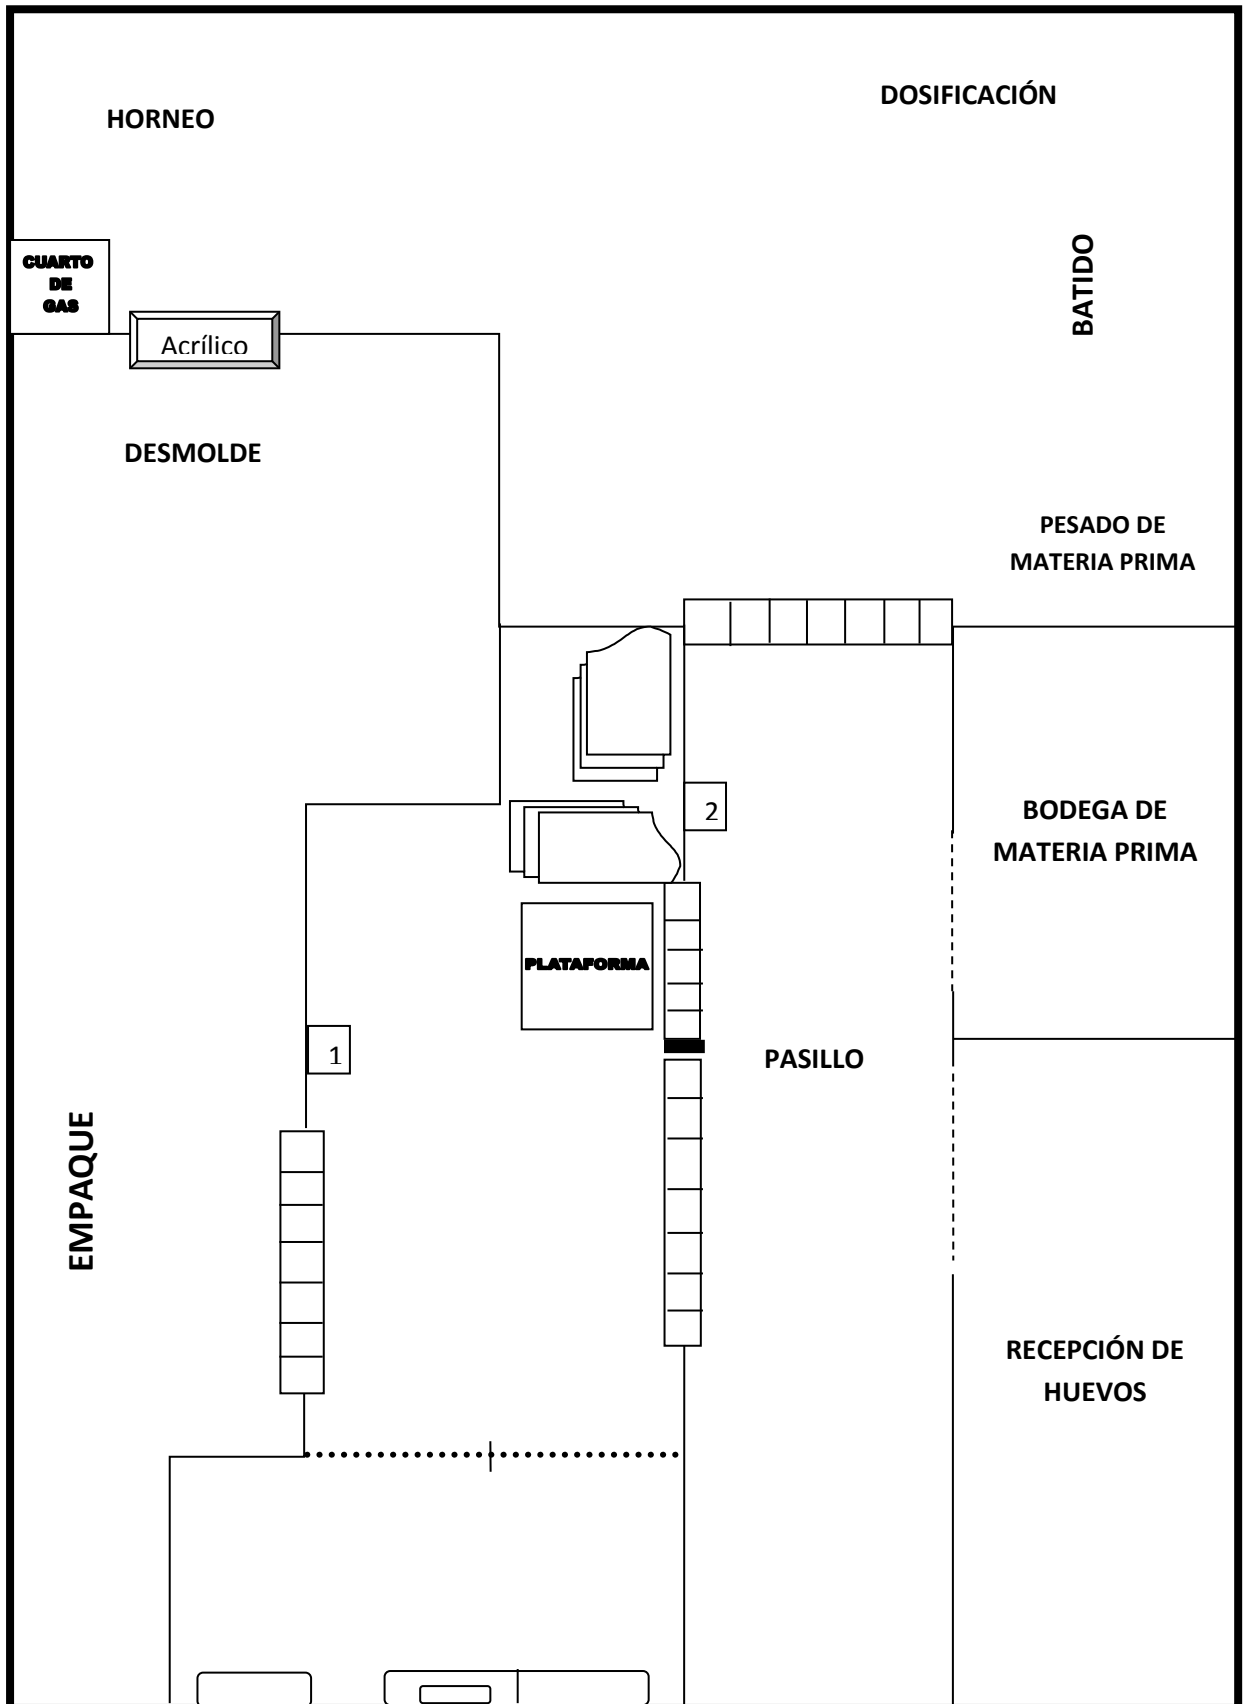 DOSIFICACIÓN
HORNEO
BATIDO
CUARTO
DE
GAS
Acrílico
DESMOLDE
PESADO DE
MATERIA PRIMA
2
BODEGA DE
MATERIA PRIMA
PLATAFORMA
1
PASILLO
EMPAQUE
RECEPCIÓN DE
HUEVOS